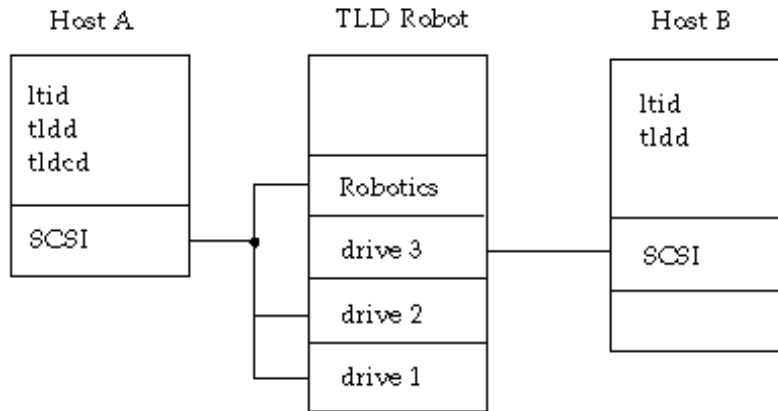 Host A
TLD Robot
Host B
ltid
tldd
tldcd
SCSI
Robotics
drive 3
drive 2
drive 1
ltid
tldd
SCSI